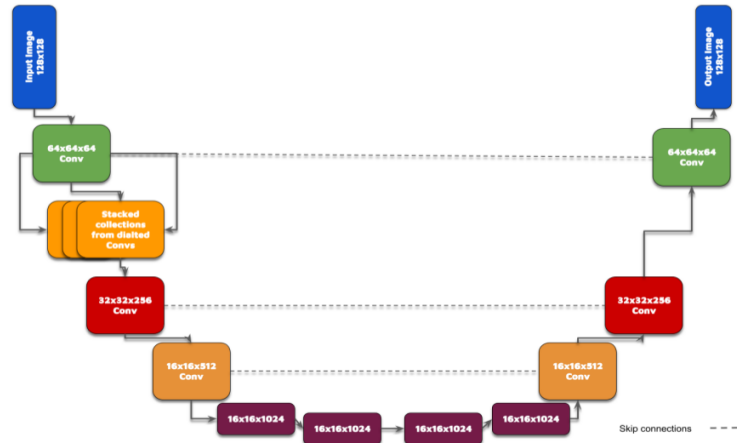 Input Image
128x128
Output Image
128x128
64x64x64
Conv
64x64x64
Conv
Stacked
collections
from dialted
Convs
32x32x256
Conv
32x32x256
Conv
16x16x512
Conv
16x16x512
Conv
16x16x1024
16x16x1024
16x16x1024
16x16x1024
Skip connections